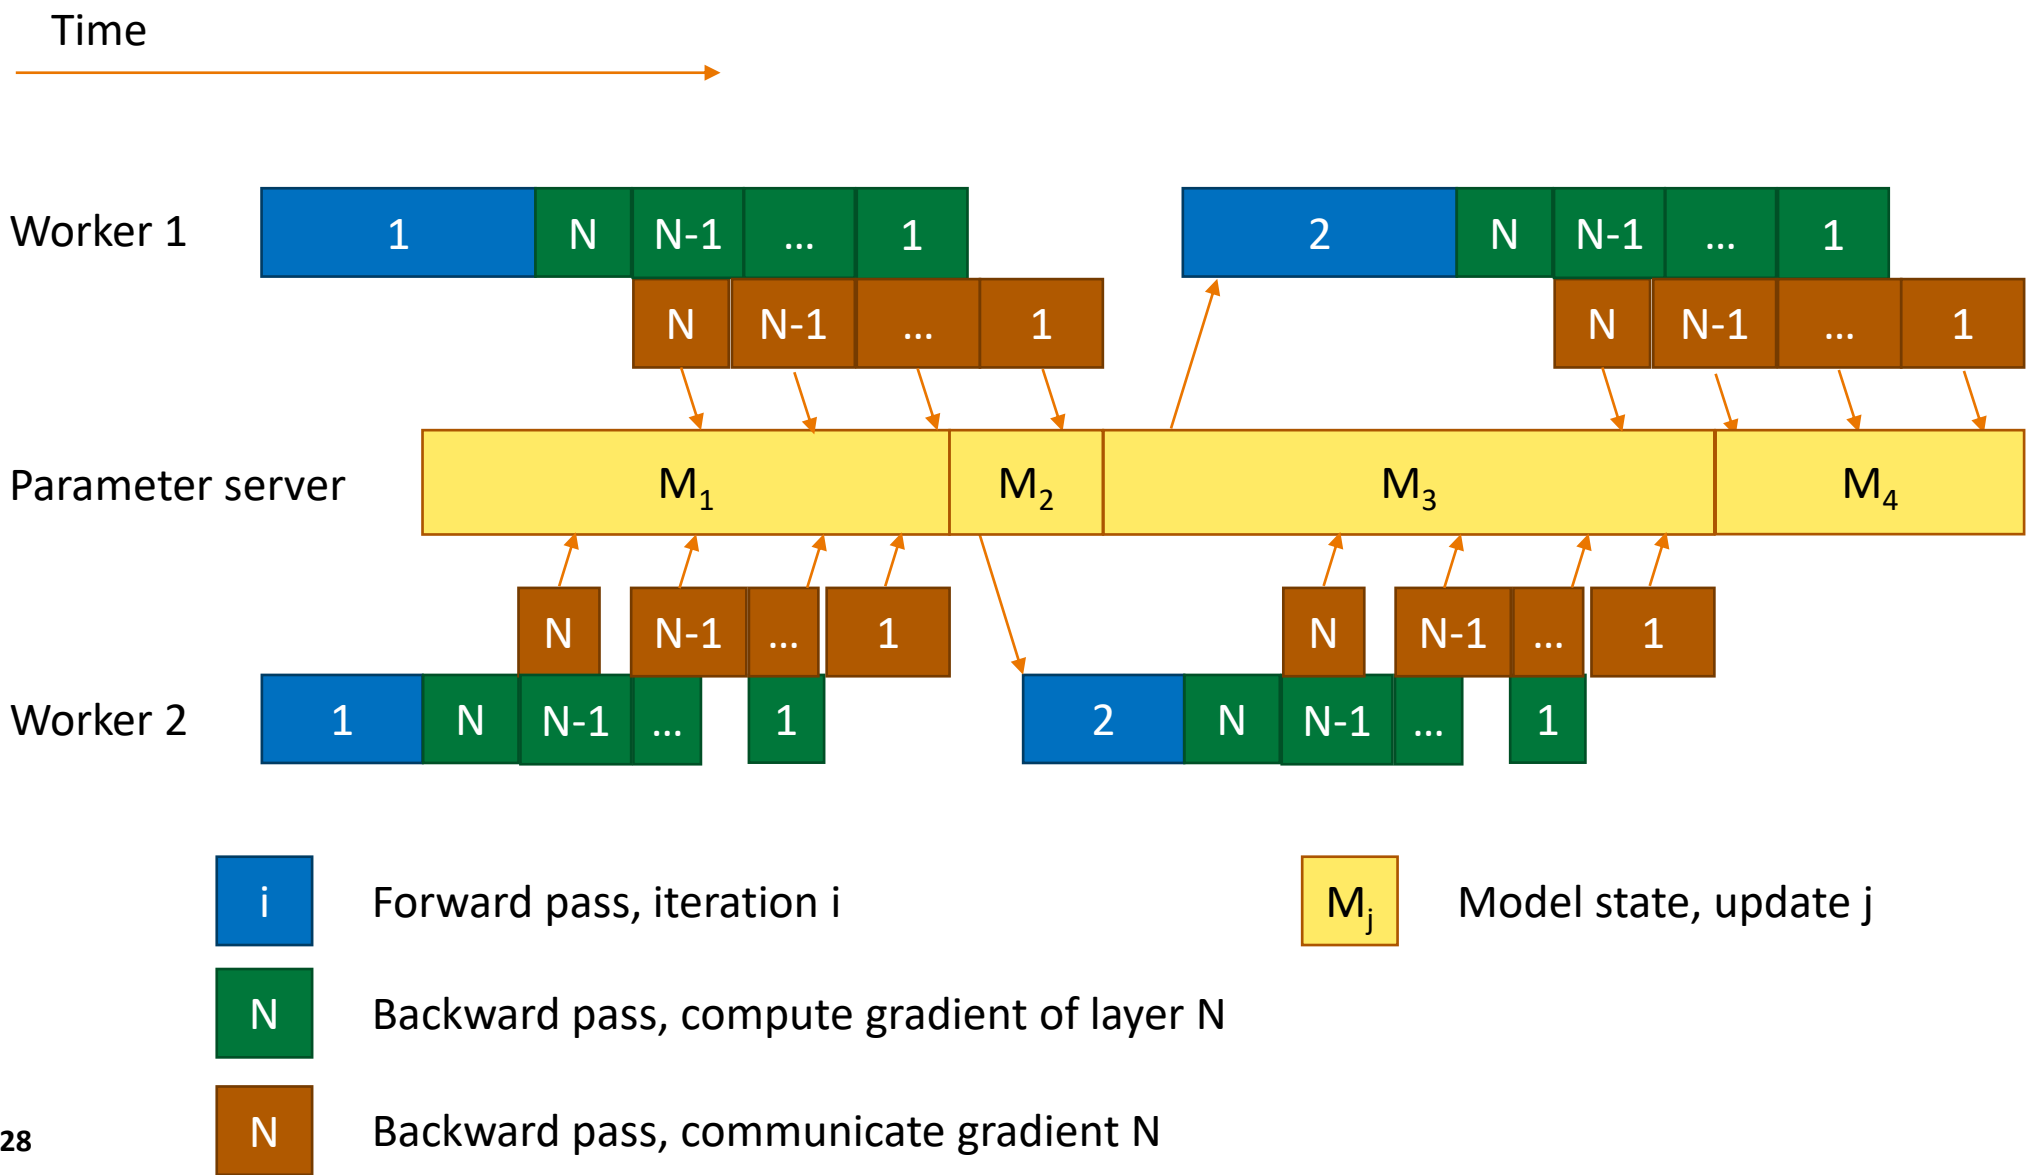 Time
Worker 1
1 N N-1 ... 1
2 N N-1 ... 1
N N-1 ... 1
N N-1 ... 1
Parameter server
M1 M2 M3 M4
N N-1 ... 1
N N-1 ... 1
Worker 2
1 N N-1 ... 1
2 N N-1 ... 1
i Forward pass, iteration i
Mj Model state, update j
N Backward pass, compute gradient of layer N
N Backward pass, communicate gradient N
28